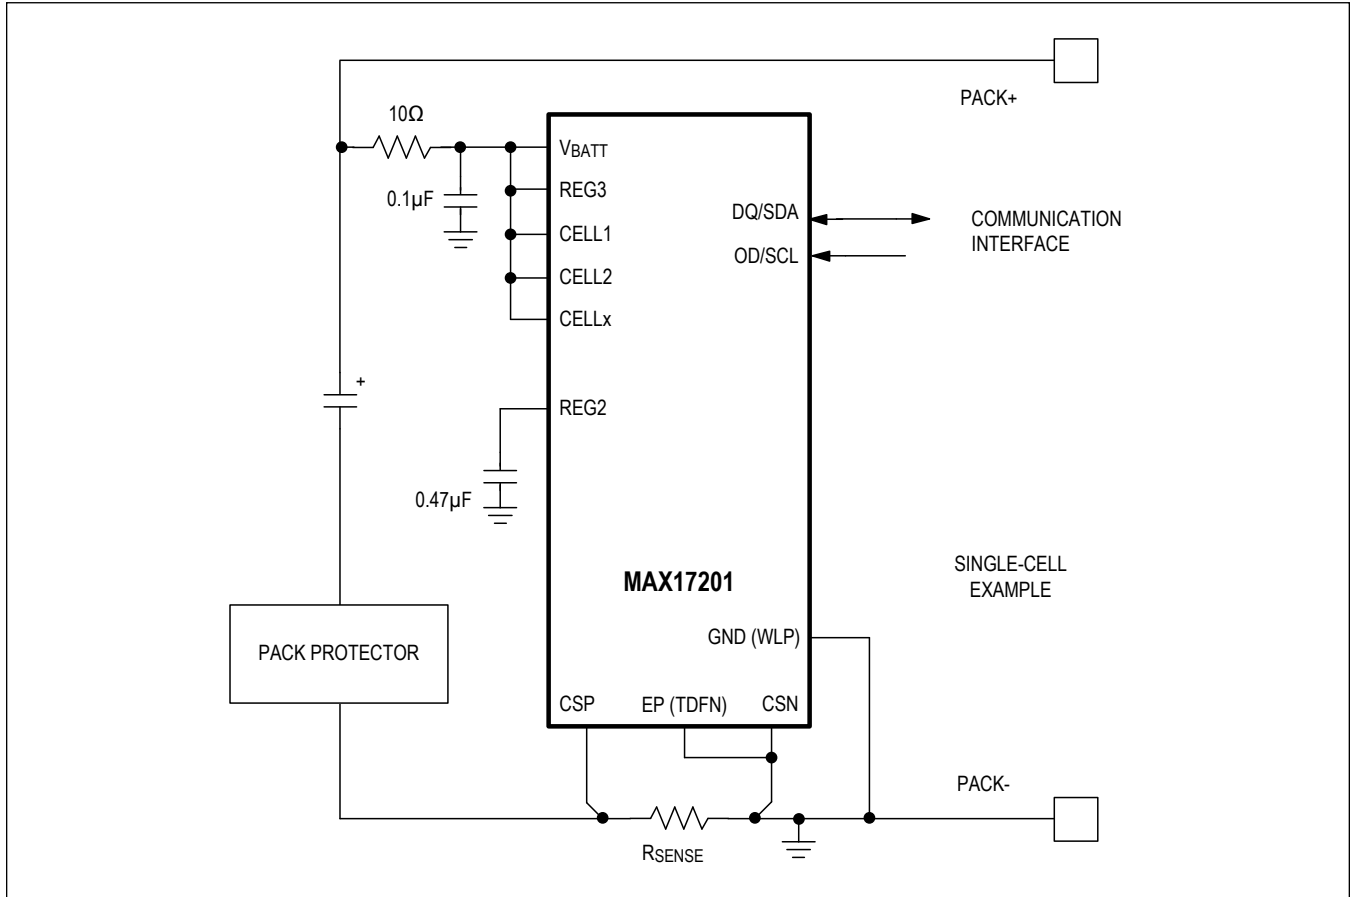 PACK+
10Ω
VBATT
0.1µF
REG3
CELL1
CELL2
CELLx
DQ/SDA
OD/SCL
COMMUNICATION
INTERFACE
+
REG2
0.47µF
MAX17201
SINGLE-CELL
EXAMPLE
PACK PROTECTOR
GND (WLP)
CSP
EP (TDFN)
CSN
PACK-
RSENSE